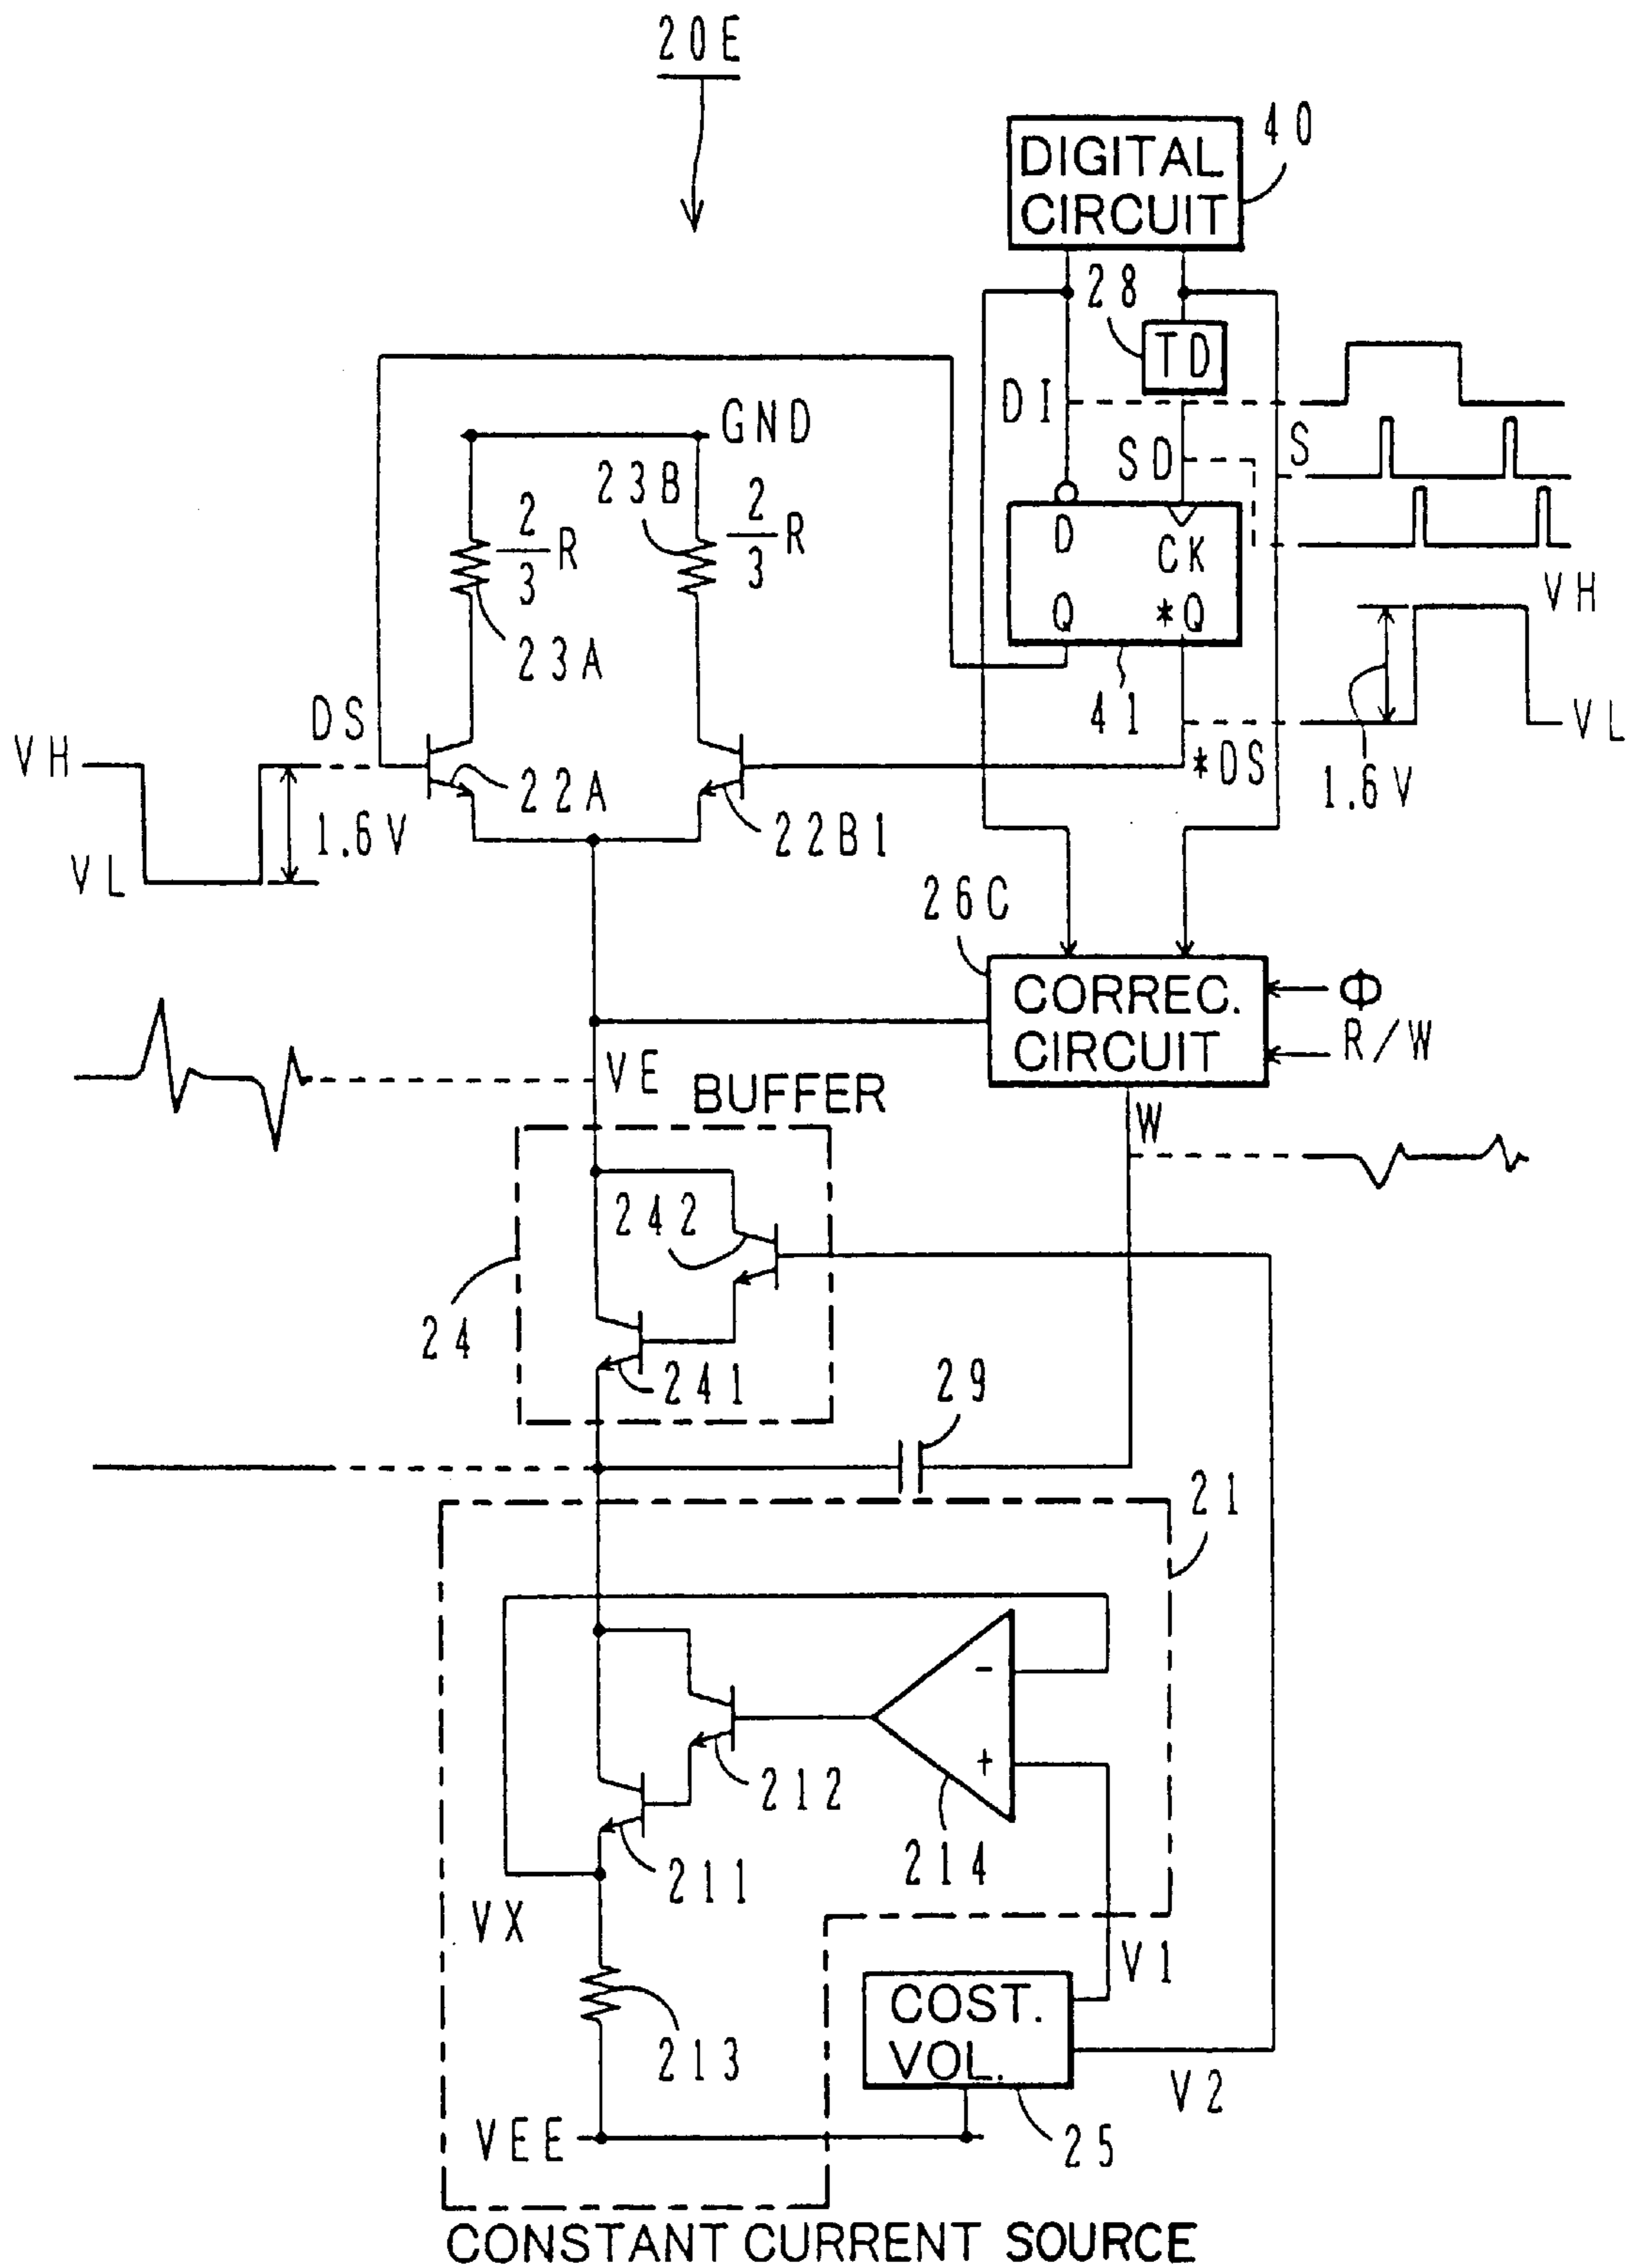 20E
DIGITAL
CIRCUIT
40
28
TD
DI
S
SD
GND
23B
2/3 R
2/3 R
23A
D
CK
Q
*Q
VH
VL
41
*DS
1.6V
DS
VH
VL
1.6V
22A
22B1
26C
CORREC.
CIRCUIT
Φ
R/W
VE
BUFFER
W
242
24
241
29
21
-
+
212
214
211
VX
V1
COST.
VOL.
213
V2
VEE
25
CONSTANT CURRENT SOURCE